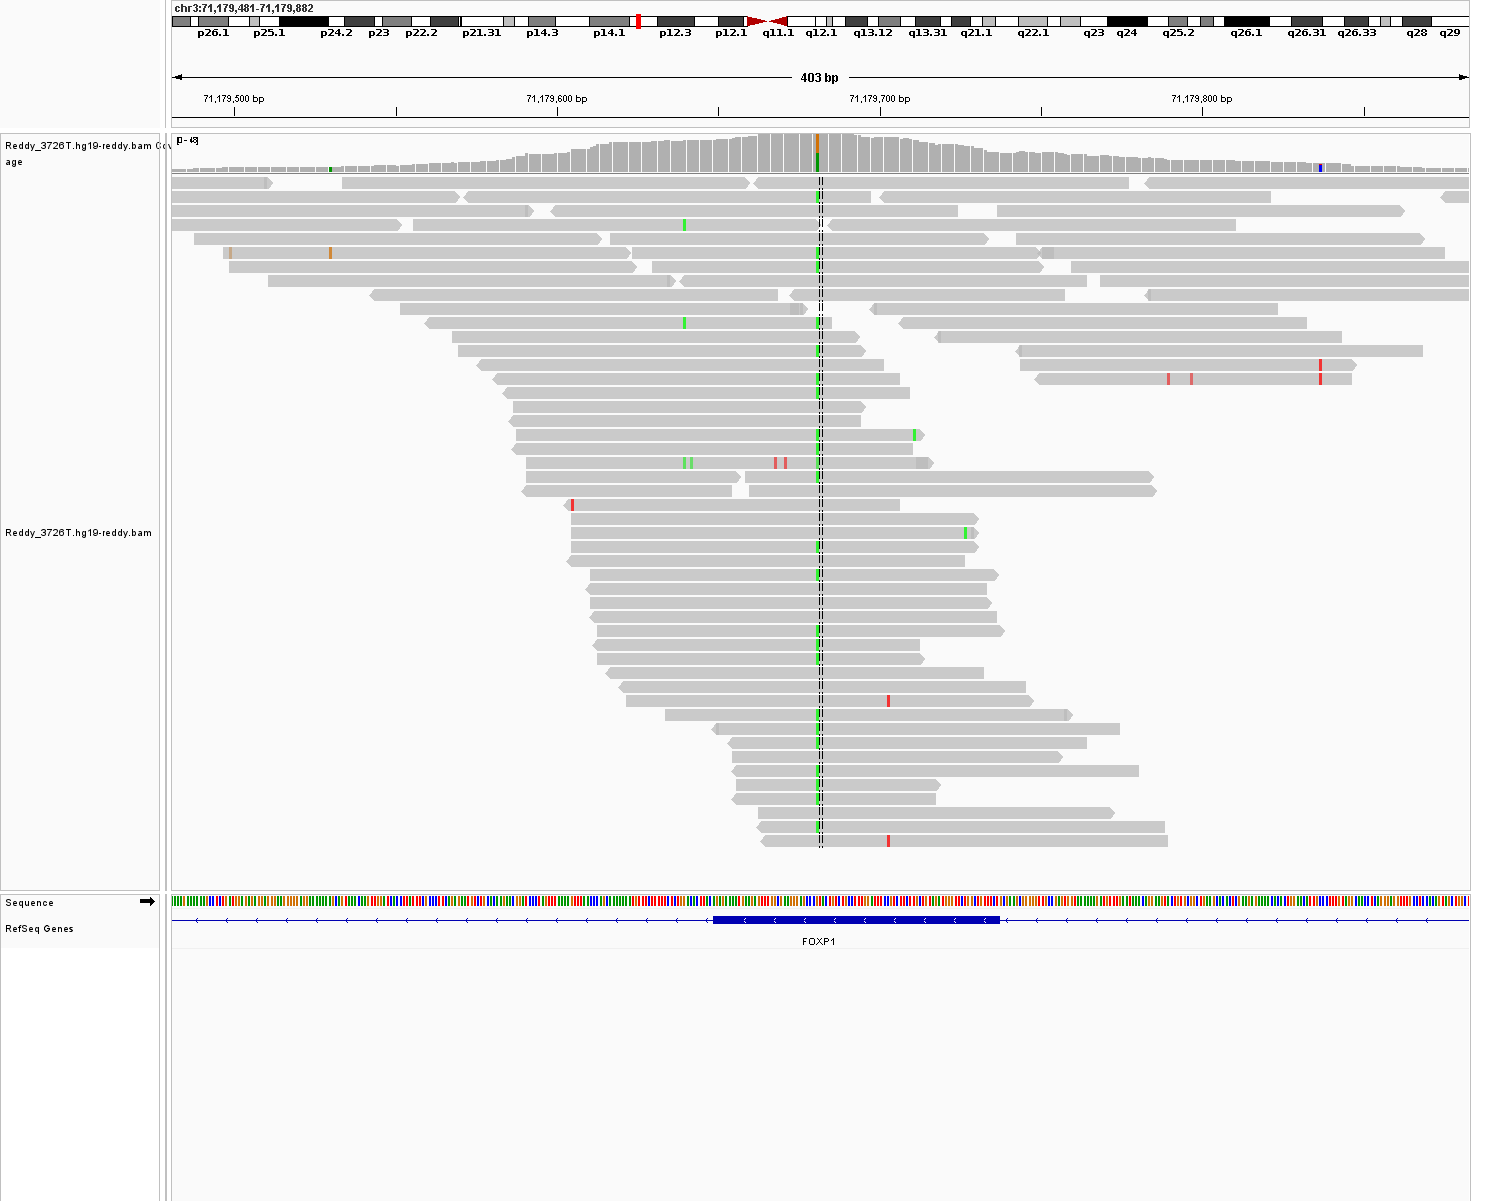 chr3:71,179,481-71,179,882
p26.1 p25.1 p24.2 p23 p22.2 p21.31 p14.3 p14.1 p12.3 p12.1 q11.1 q12.1 q13.12 q13.31 q21.1 q22.1 q23 q24 q25.2 q26.1 q26.31 q26.33 q28 q29
403 bp
71,179,500 bp 71,179,600 bp 71,179,700 bp 71,179,800 bp
Reddy_3726T.hg19-reddy.bam Cov
age
[0 - 48]
Reddy_3726T.hg19-reddy.bam
Sequence
RefSeq Genes
FOXP1